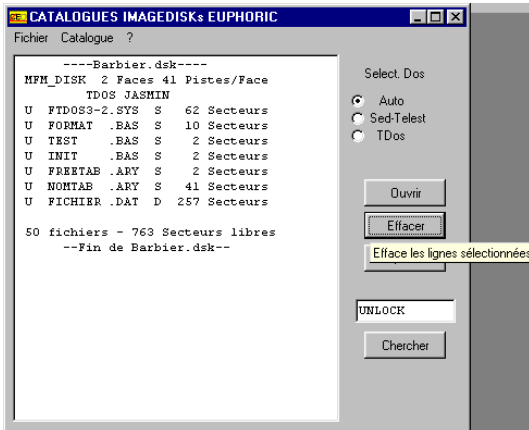 CATALOGUES IMAGEDISKs EUPHORIC
Fichier Catalogue ?
----Barbier.dsk----
MFM_DISK 2 Faces 41 Pistes/Face
TDOS JASMIN
U FTDOS3-2.SYS S 62 Secteurs
U FORMAT .BAS S 10 Secteurs
U TEST .BAS S 2 Secteurs
U INIT .BAS S 2 Secteurs
U FREETAB .ARY S 2 Secteurs
U NOMTAB .ARY S 41 Secteurs
U FICHIER .DAT D 257 Secteurs
50 fichiers - 763 Secteurs libres
--Fin de Barbier.dsk--
Select. Dos
Auto
Sed-Telest
TDos
Ouvrir
Effacer
Efface les lignes sélectionnées
UNLOCK
Chercher